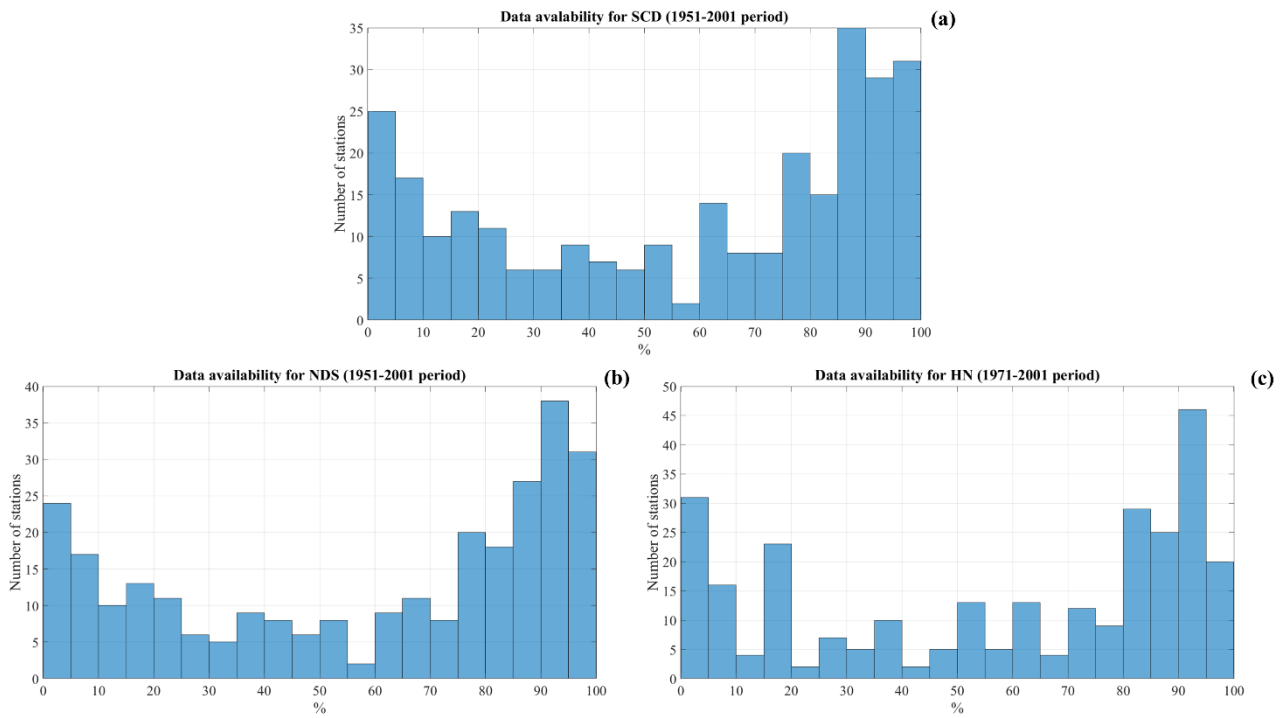 Data avalability for SCD (1951-2001 period)
(a)
35
30
25
20
15
10
5
0
Number of stations
0 10 20 30 40 50 60 70 80 90 100
%
Data availability for NDS (1951-2001 period)
(b)
40
35
30
25
20
15
10
5
0
Number of stations
0 10 20 30 40 50 60 70 80 90 100
%
Data availability for HN (1971-2001 period)
(c)
50
45
40
35
30
25
20
15
10
5
0
Number of stations
0 10 20 30 40 50 60 70 80 90 100
%